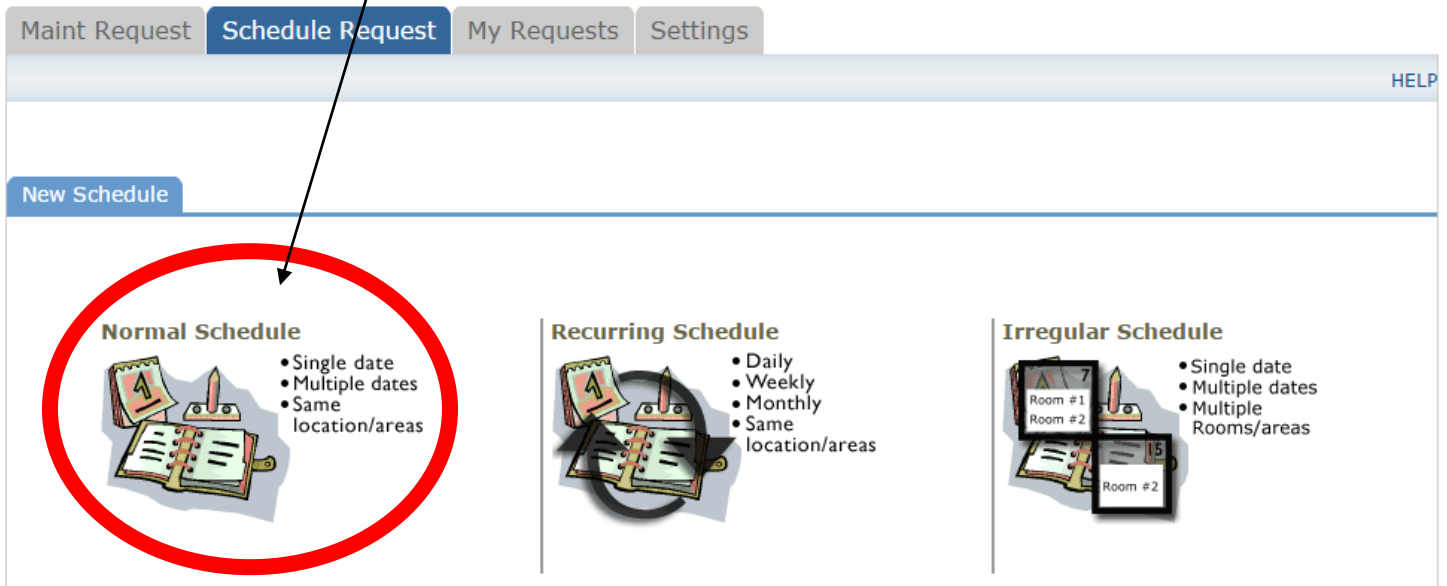 Maint Request Schedule Request My Requests Settings
HELP
New Schedule
Normal Schedule
• Single date
• Multiple dates
• Same
location/areas
Recurring Schedule
• Daily
• Weekly
• Monthly
• Same
location/areas
Irregular Schedule
7
Room #1
Room #2
15
Room #2
• Single date
• Multiple dates
• Multiple
Rooms/areas